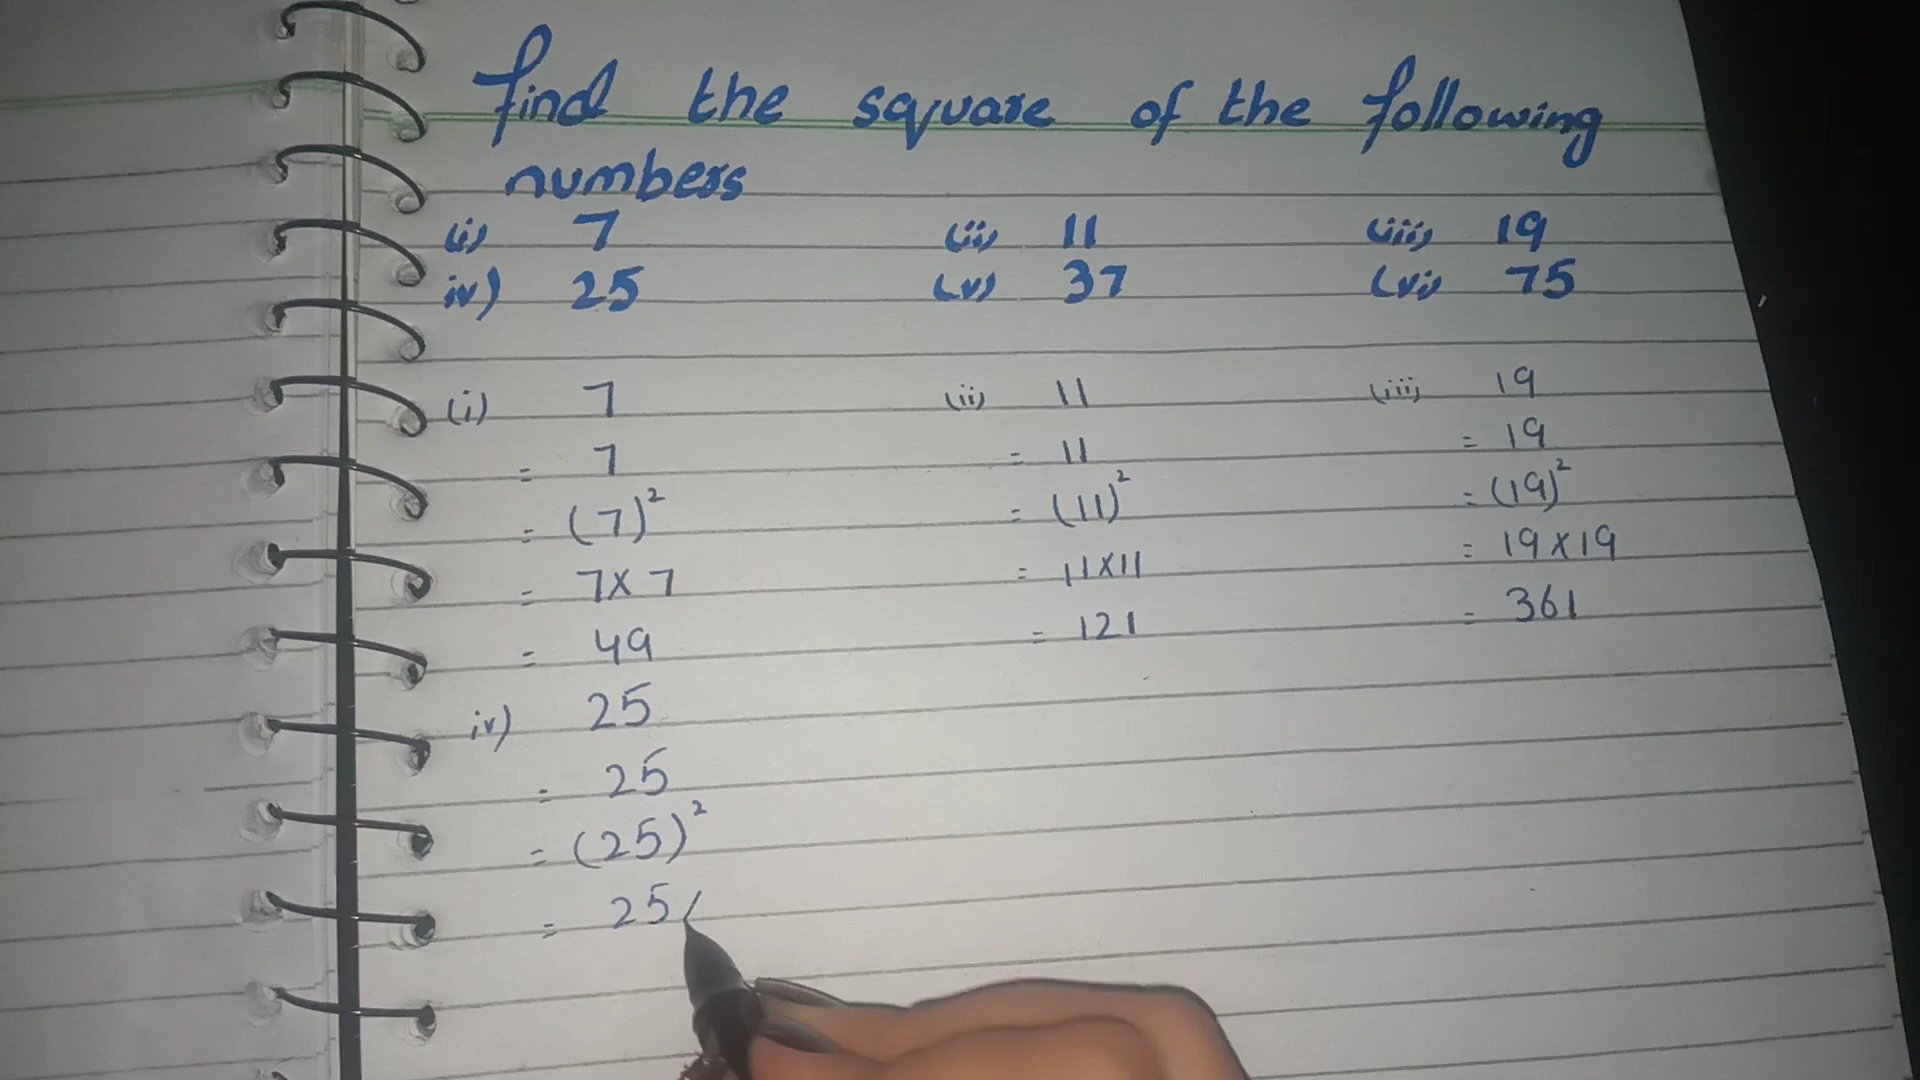 find the square of the following
numbers
(i) 7 (ii) 11 (iii) 19
iv) 25 (v) 37 (vi) 75
(i) 7 (ii) 11 (iii) 19
= 7 = 11 = 19
= (7)² = (11)² = (19)²
= 7x7 = 11x11 = 19x19
= 49 = 121 = 361
iv) 25
= 25
= (25)²
= 25